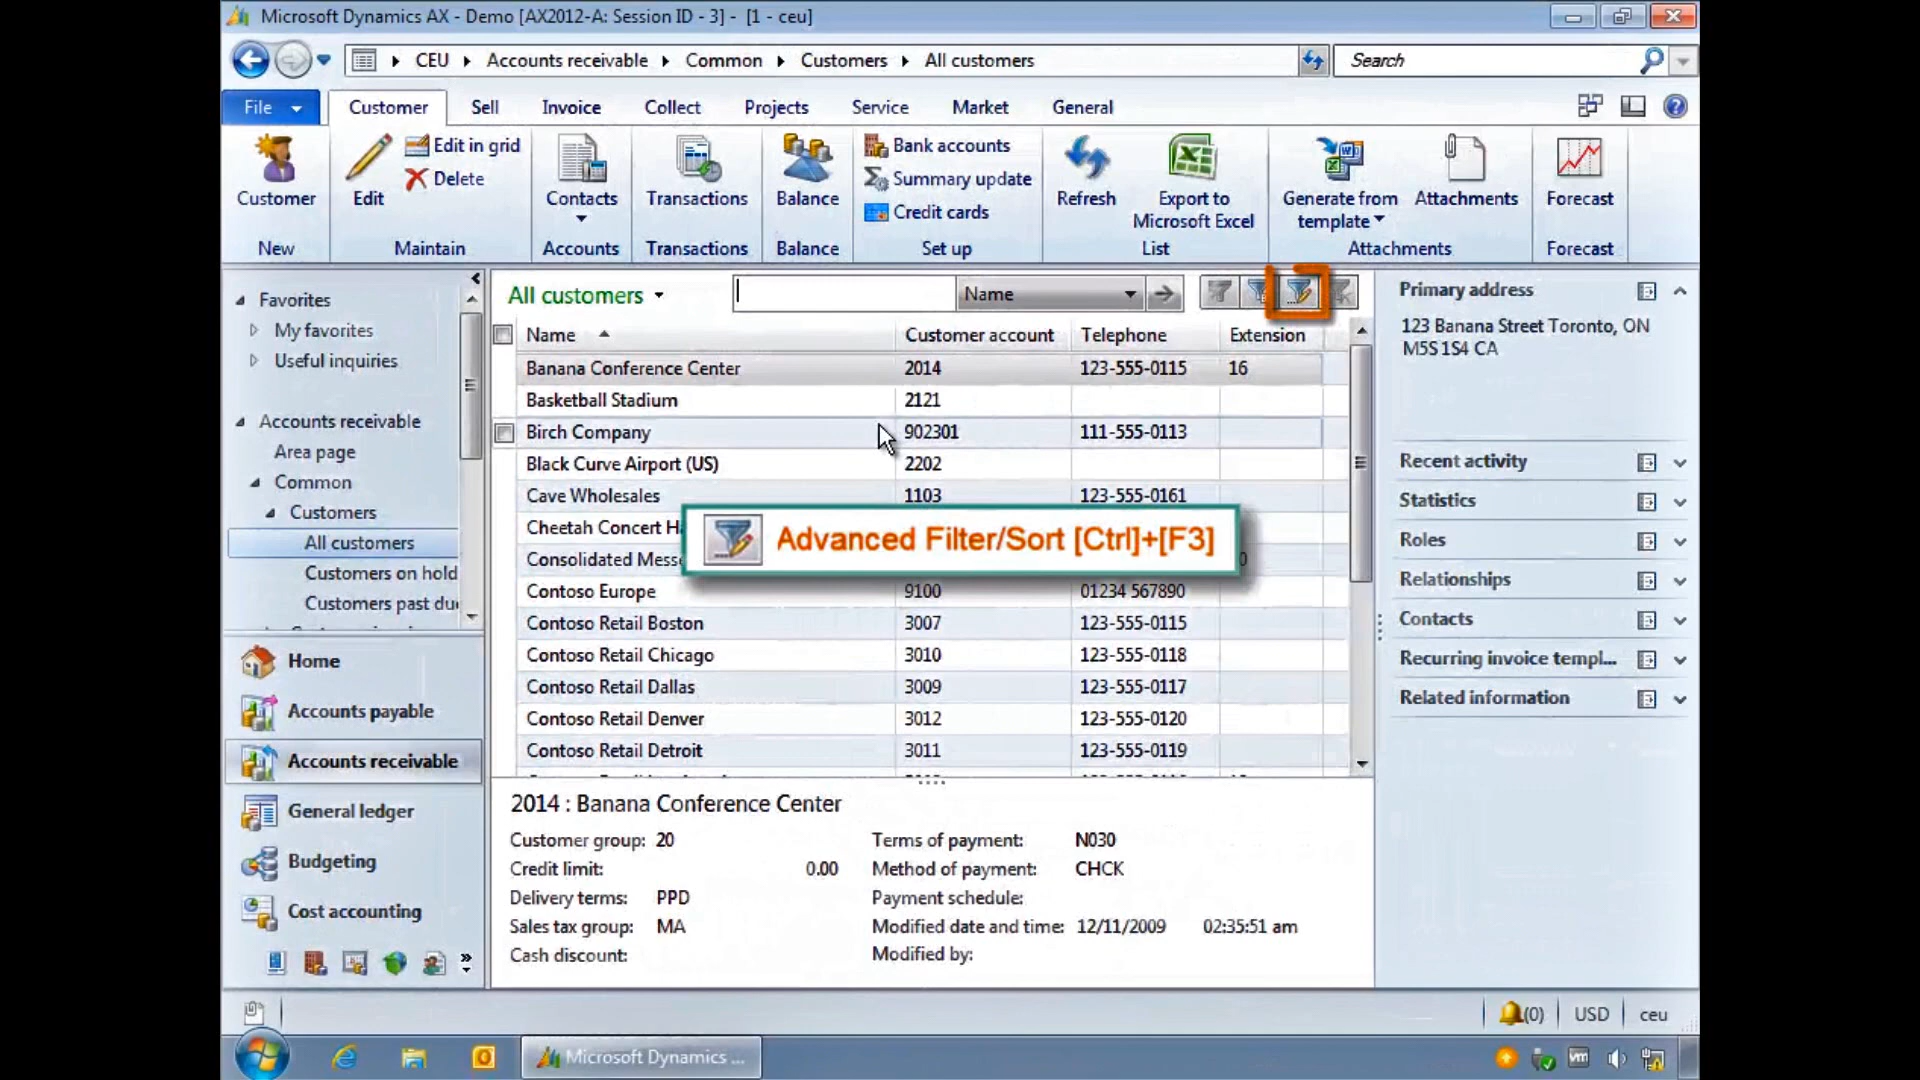 Microsoft Dynamics AX - Demo [AX2012-A: Session ID - 3] - [1 - ceu]
CEU Accounts receivable Common Customers All customers
Search
File Customer Sell Invoice Collect Projects Service Market General
Customer
New
Edit
Edit in grid
Delete
Maintain
Contacts
Accounts
Transactions
Transactions
Balance
Balance
Bank accounts
Summary update
Credit cards
Set up
Refresh
Export to
Microsoft Excel
List
Generate from
template
Attachments
Attachments
Forecast
Forecast
Favorites
My favorites
Useful inquiries
Accounts receivable
Area page
Common
Customers
All customers
Customers on hold
Customers past du
Home
Accounts payable
Accounts receivable
General ledger
Budgeting
Cost accounting
All customers Name
Name Customer account Telephone Extension
Banana Conference Center 2014 123-555-0115 16
Basketball Stadium 2121
Birch Company 902301 111-555-0113
Black Curve Airport (US) 2202
Cave Wholesales 1103 123-555-0161
Cheetah Concert H
Consolidated Mess
Advanced Filter/Sort [Ctrl]+[F3]
Contoso Europe 9100 01234 567890
Contoso Retail Boston 3007 123-555-0115
Contoso Retail Chicago 3010 123-555-0118
Contoso Retail Dallas 3009 123-555-0117
Contoso Retail Denver 3012 123-555-0120
Contoso Retail Detroit 3011 123-555-0119
2014 : Banana Conference Center
Customer group: 20 Terms of payment: N030
Credit limit: 0.00 Method of payment: CHCK
Delivery terms: PPD Payment schedule:
Sales tax group: MA Modified date and time: 12/11/2009 02:35:51 am
Cash discount: Modified by:
Primary address
123 Banana Street Toronto, ON
M5S 1S4 CA
Recent activity
Statistics
Roles
Relationships
Contacts
Recurring invoice templ...
Related information
(0) USD ceu
Microsoft Dynamics ...